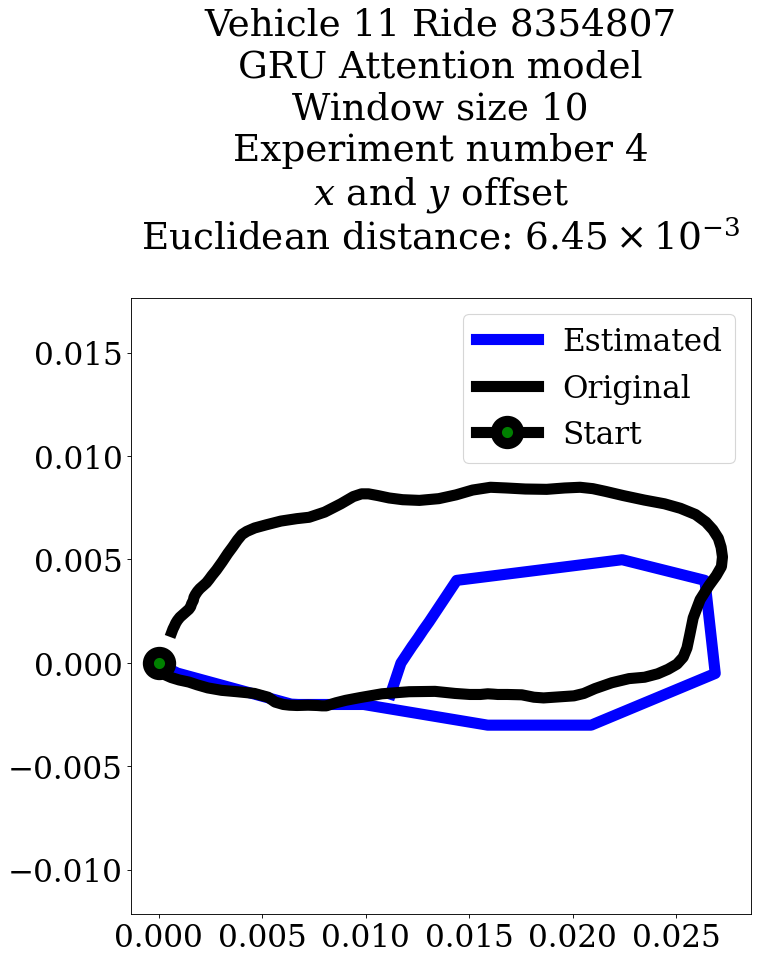 Vehicle 11 Ride 8354807
GRU Attention model
Window size 10
Experiment number 4
x and y offset
Euclidean distance: 6.45 × 10⁻³
Estimated
Original
Start
0.015
0.010
0.005
0.000
−0.005
−0.010
0.000 0.005 0.010 0.015 0.020 0.025